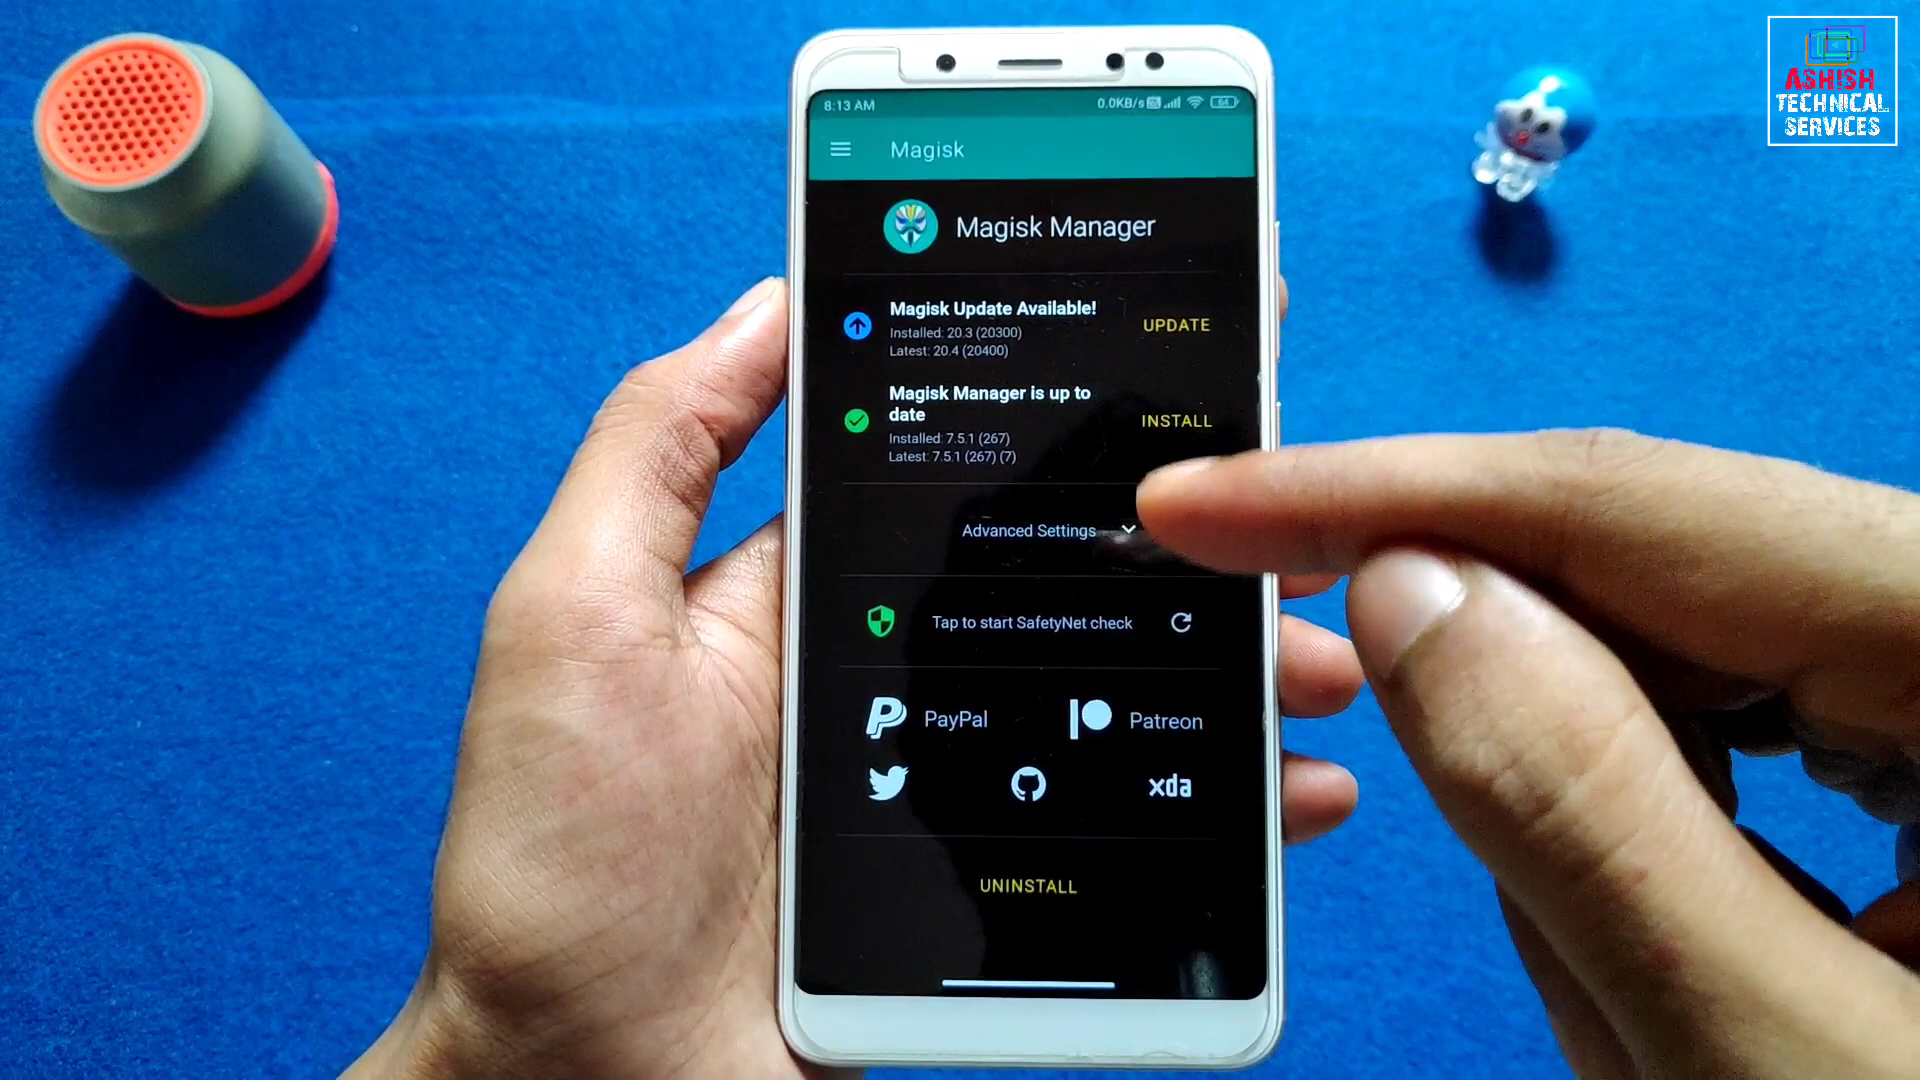 ASHISH
TECHNICAL
SERVICES
8:13 AM
0.0KB/s
64
Magisk
Magisk Manager
Magisk Update Available!
Installed: 20.3 (20300)
Latest: 20.4 (20400)
UPDATE
Magisk Manager is up to
date
Installed: 7.5.1 (267)
Latest: 7.5.1 (267) (7)
INSTALL
Advanced Settings
Tap to start SafetyNet check
PayPal
Patreon
xda
UNINSTALL